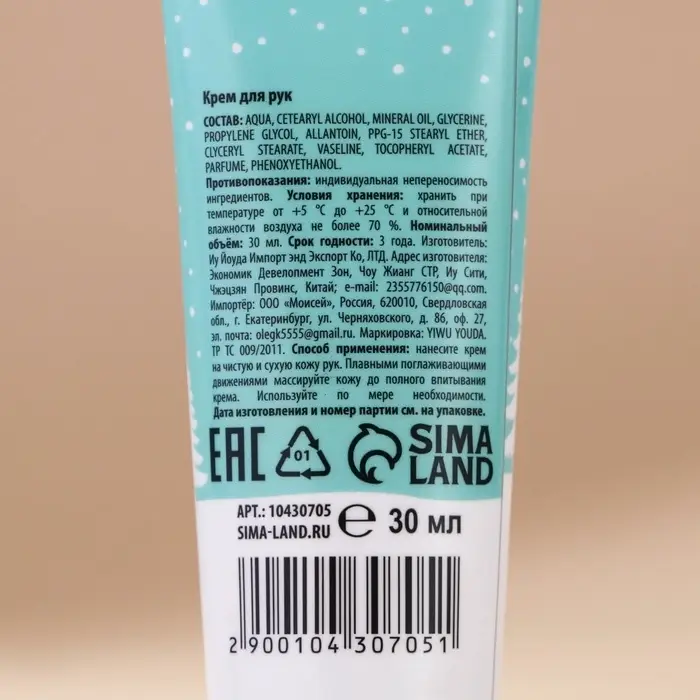 Крем для рук
СОСТАВ: AQUA, CETEARYL ALCOHOL, MINERAL OIL, GLYCERINE,
PROPYLENE GLYCOL, ALLANTOIN, PPG-15 STEARYL ETHER,
CLYCERYL STEARATE, VASELINE, TOCOPHERYL ACETATE,
PARFUME, PHENOXYETHANOL.
Противопоказания: индивидуальная непереносимость
ингредиентов. Условия хранения: хранить при
температуре от +5 °С до +25 °С и относительной
влажности воздуха не более 70 %. Номинальный
объём: 30 мл. Срок годности: 3 года. Изготовитель:
Иу Йоуда Импорт энд Экспорт Ко, ЛТД. Адрес изготовителя:
Экономик Девелопмент Зон, Чоу Жианг СТР, Иу Сити,
Чжэцзян Провинс, Китай; e-mail: 2355776150@qq.com.
Импортёр: ООО «Моисей», Россия, 620010, Свердловская
обл., г. Екатеринбург, ул. Черняховского, д. 86, оф. 27,
эл. почта: olegk5555@gmail.ru. Маркировка: YIWU YOUDA.
ТР ТС 009/2011. Способ применения: нанесите крем
на чистую и сухую кожу рук. Плавными поглаживающими
движениями массируйте кожу до полного впитывания
крема. Используйте по мере необходимости.
Дата изготовления и номер партии см. на упаковке.
EAC 01 SIMA LAND
АРТ.: 10430705 e 30 мл
SIMA-LAND.RU
2 900104 307051